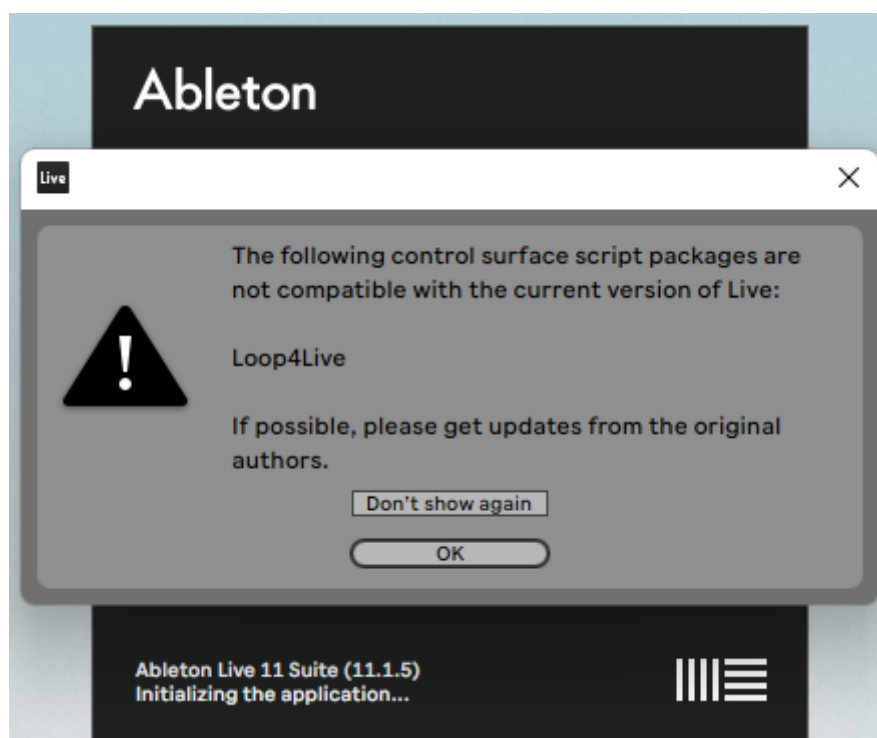 Ableton
Live
The following control surface script packages are
not compatible with the current version of Live:
Loop4Live
If possible, please get updates from the original
authors.
Don't show again
OK
Ableton Live 11 Suite (11.1.5)
Initializing the application...